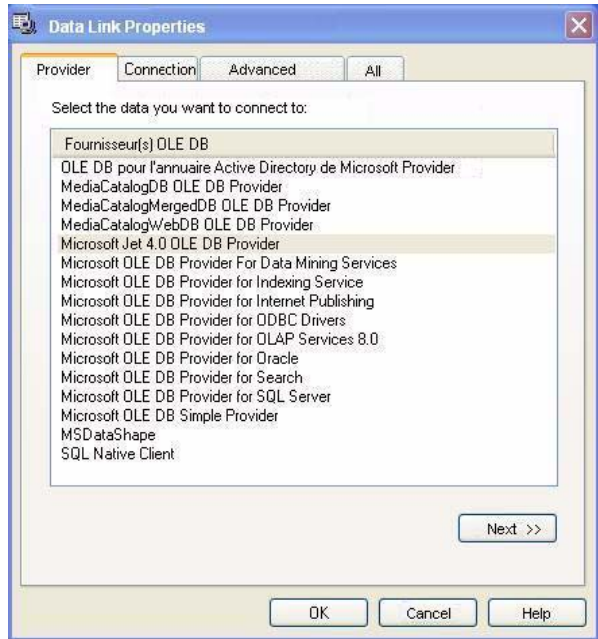 Data Link Properties
Provider Connection Advanced All
Select the data you want to connect to:
Fournisseur(s) OLE DB
OLE DB pour l'annuaire Active Directory de Microsoft Provider
MediaCatalogDB OLE DB Provider
MediaCatalogMergedDB OLE DB Provider
MediaCatalogWebDB OLE DB Provider
Microsoft Jet 4.0 OLE DB Provider
Microsoft OLE DB Provider For Data Mining Services
Microsoft OLE DB Provider for Indexing Service
Microsoft OLE DB Provider for Internet Publishing
Microsoft OLE DB Provider for ODBC Drivers
Microsoft OLE DB Provider for OLAP Services 8.0
Microsoft OLE DB Provider for Oracle
Microsoft OLE DB Provider for Search
Microsoft OLE DB Provider for SQL Server
Microsoft OLE DB Simple Provider
MSDataShape
SQL Native Client
Next >>
OK Cancel Help